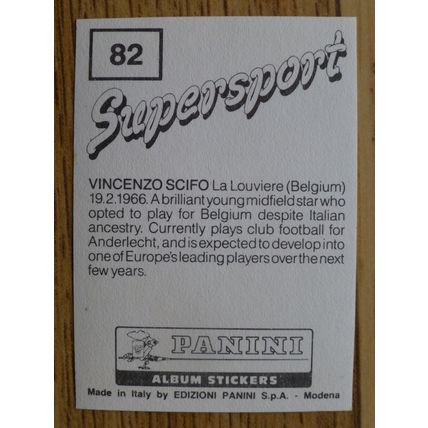 82
Supersport
VINCENZO SCIFO La Louviere (Belgium)
19.2.1966. A brilliant young midfield star who
opted to play for Belgium despite Italian
ancestry. Currently plays club football for
Anderlecht, and is expected to develop into
one of Europe's leading players over the next
few years.
PANINI
ALBUM STICKERS
Made in Italy by EDIZIONI PANINI S.p.A. - Modena